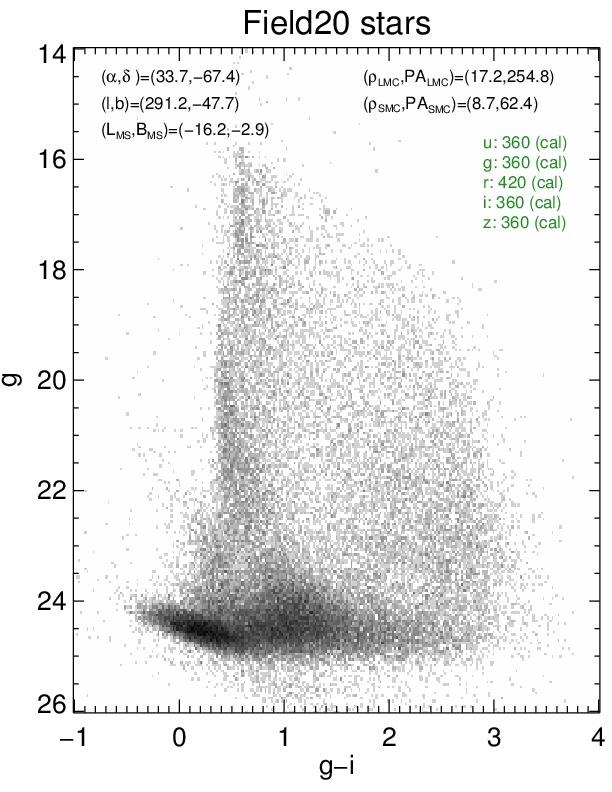 Field20 stars
14
(α,δ )=(33.7,−67.4)
(ρLMC,PALMC)=(17.2,254.8)
(l,b)=(291.2,−47.7)
(ρSMC,PASMC)=(8.7,62.4)
(LMS,BMS)=(−16.2,−2.9)
u: 360 (cal)
16
g: 360 (cal)
r: 420 (cal)
i: 360 (cal)
z: 360 (cal)
18
g
20
22
24
26
−1 0 1 2 3 4
g−i